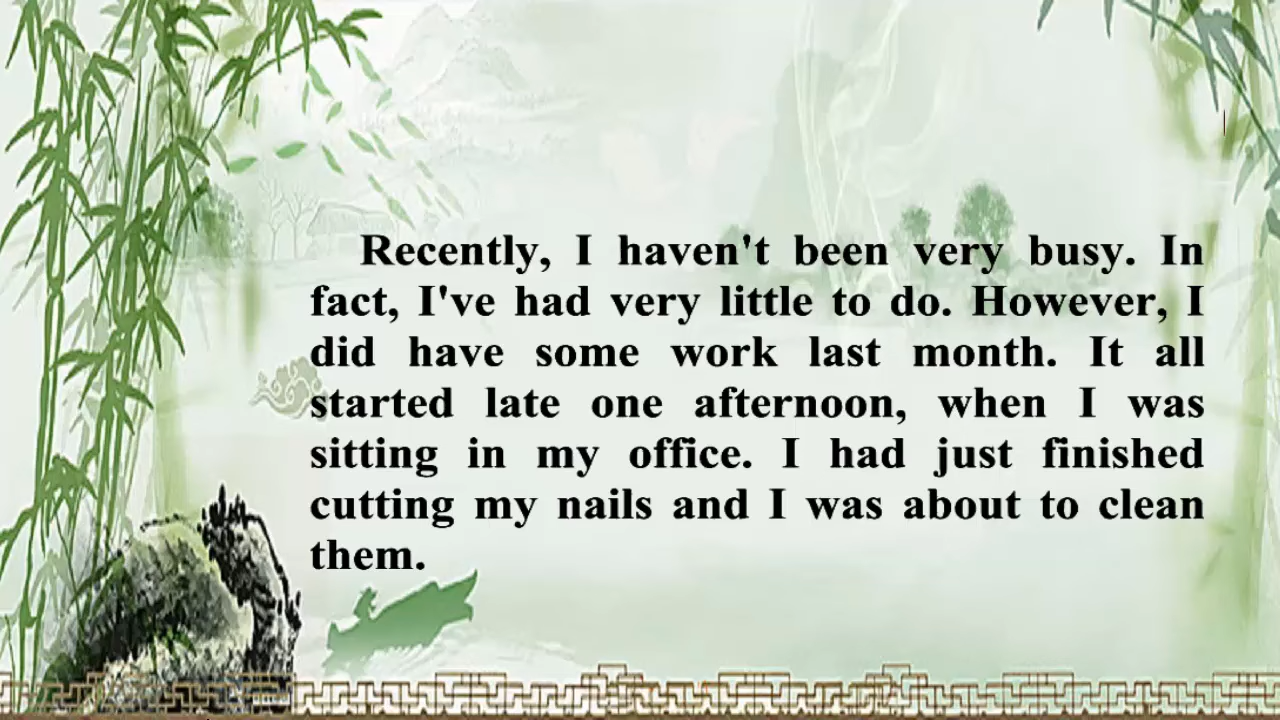 Recently, I haven't been very busy. In
fact, I've had very little to do. However, I
did have some work last month. It all
started late one afternoon, when I was
sitting in my office. I had just finished
cutting my nails and I was about to clean
them.